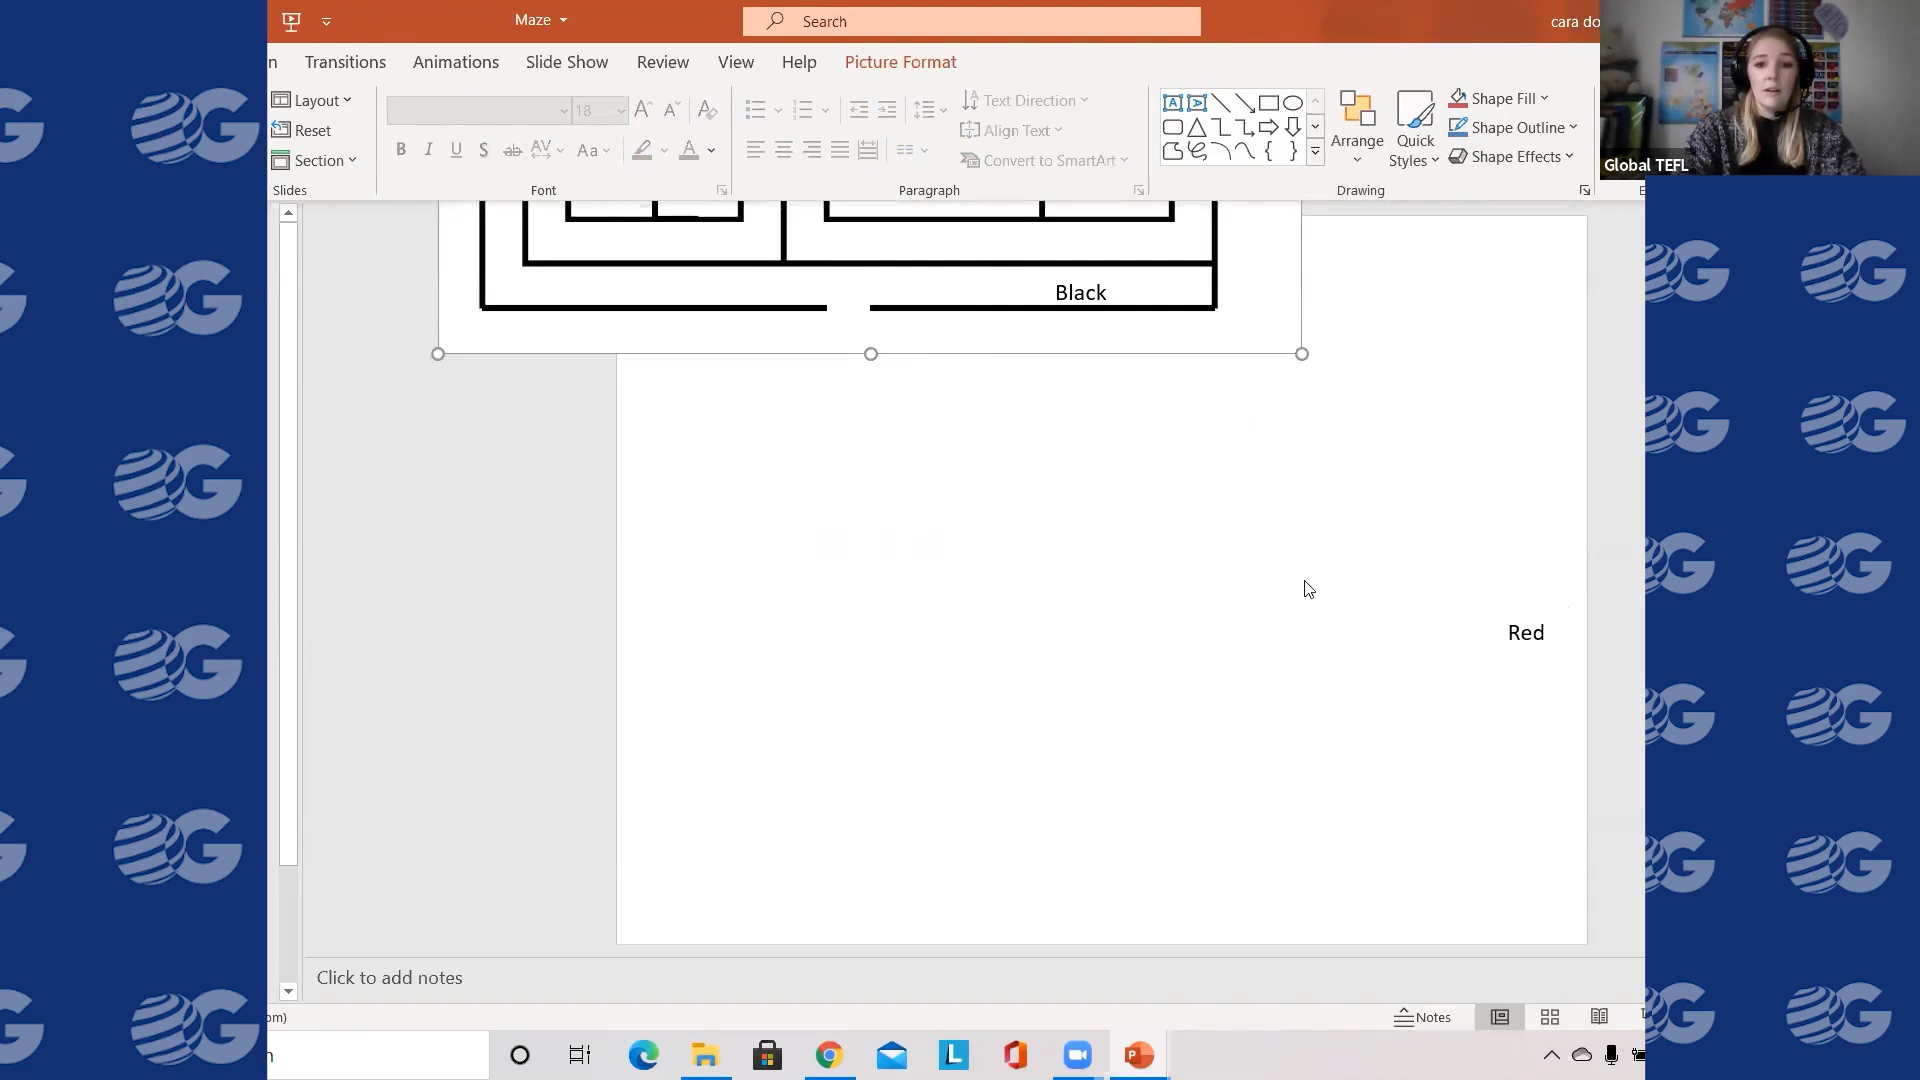 Maze
Search
cara do
n Transitions Animations Slide Show Review View Help Picture Format
Layout
Reset
Section
Slides
18
Font
Text Direction
Align Text
Convert to SmartArt
Paragraph
Arrange
Quick Styles
Shape Fill
Shape Outline
Shape Effects
Drawing
E
Global TEFL
Black
Red
Click to add notes
om)
Notes
n